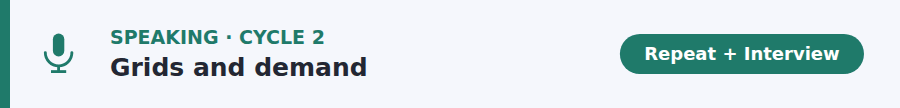 SPEAKING · CYCLE 2
Grids and demand
Repeat + Interview